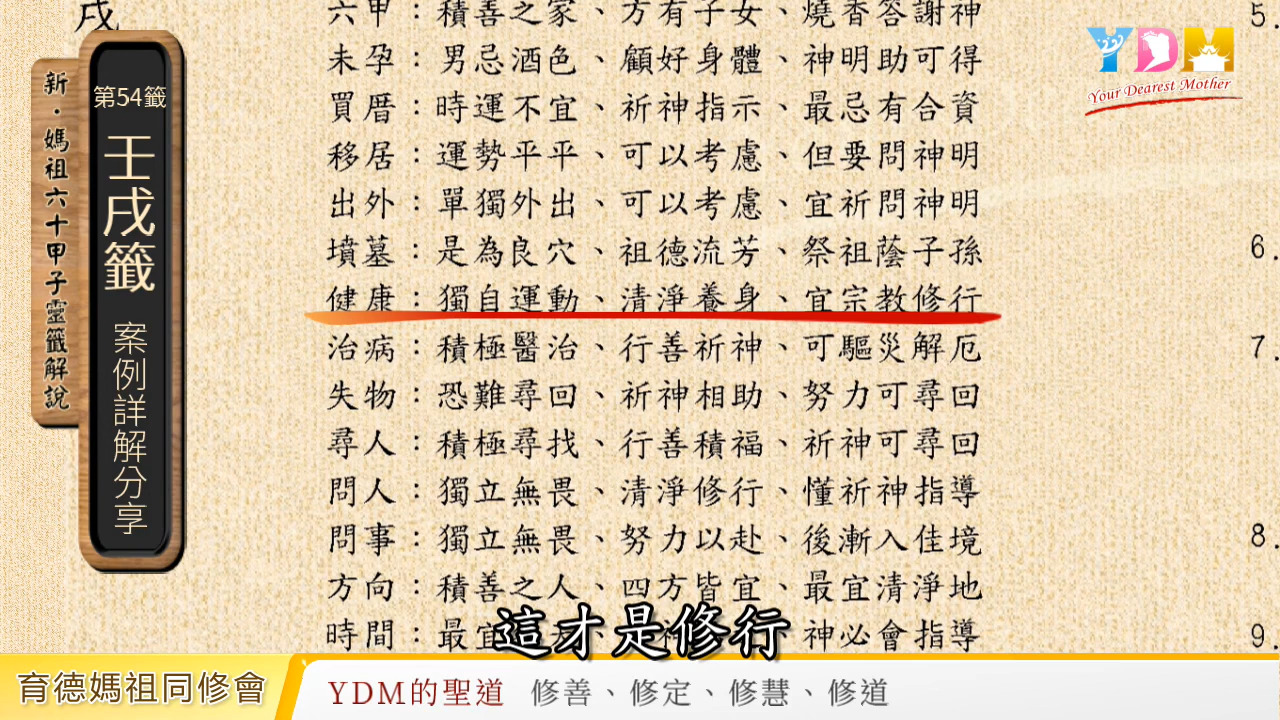 戌
第54籤
壬戌籤
案例詳解分享
新·媽祖六十甲子靈籤解說
六甲：積善之家、方有子女、燒香答謝神
未孕：男忌酒色、顧好身體、神明助可得
買厝：時運不宜、祈神指示、最忌有合資
移居：運勢平平、可以考慮、但要問神明
出外：單獨外出、可以考慮、宜祈問神明
墳墓：是為良穴、祖德流芳、祭祖蔭子孫
健康：獨自運動、清淨養身、宜宗教修行
治病：積極醫治、行善祈神、可驅災解厄
失物：恐難尋回、祈神相助、努力可尋回
尋人：積極尋找、行善積福、祈神可尋回
問人：獨立無畏、清淨修行、懂祈神指導
問事：獨立無畏、努力以赴、後漸入佳境
方向：積善之人、四方皆宜、最宜清淨地
時間：最宜 神必會指導
5.
6.
7.
8.
9.
YDM
Your Dearest Mother
這才是修行
育德媽祖同修會
YDM的聖道 修善、修定、修慧、修道